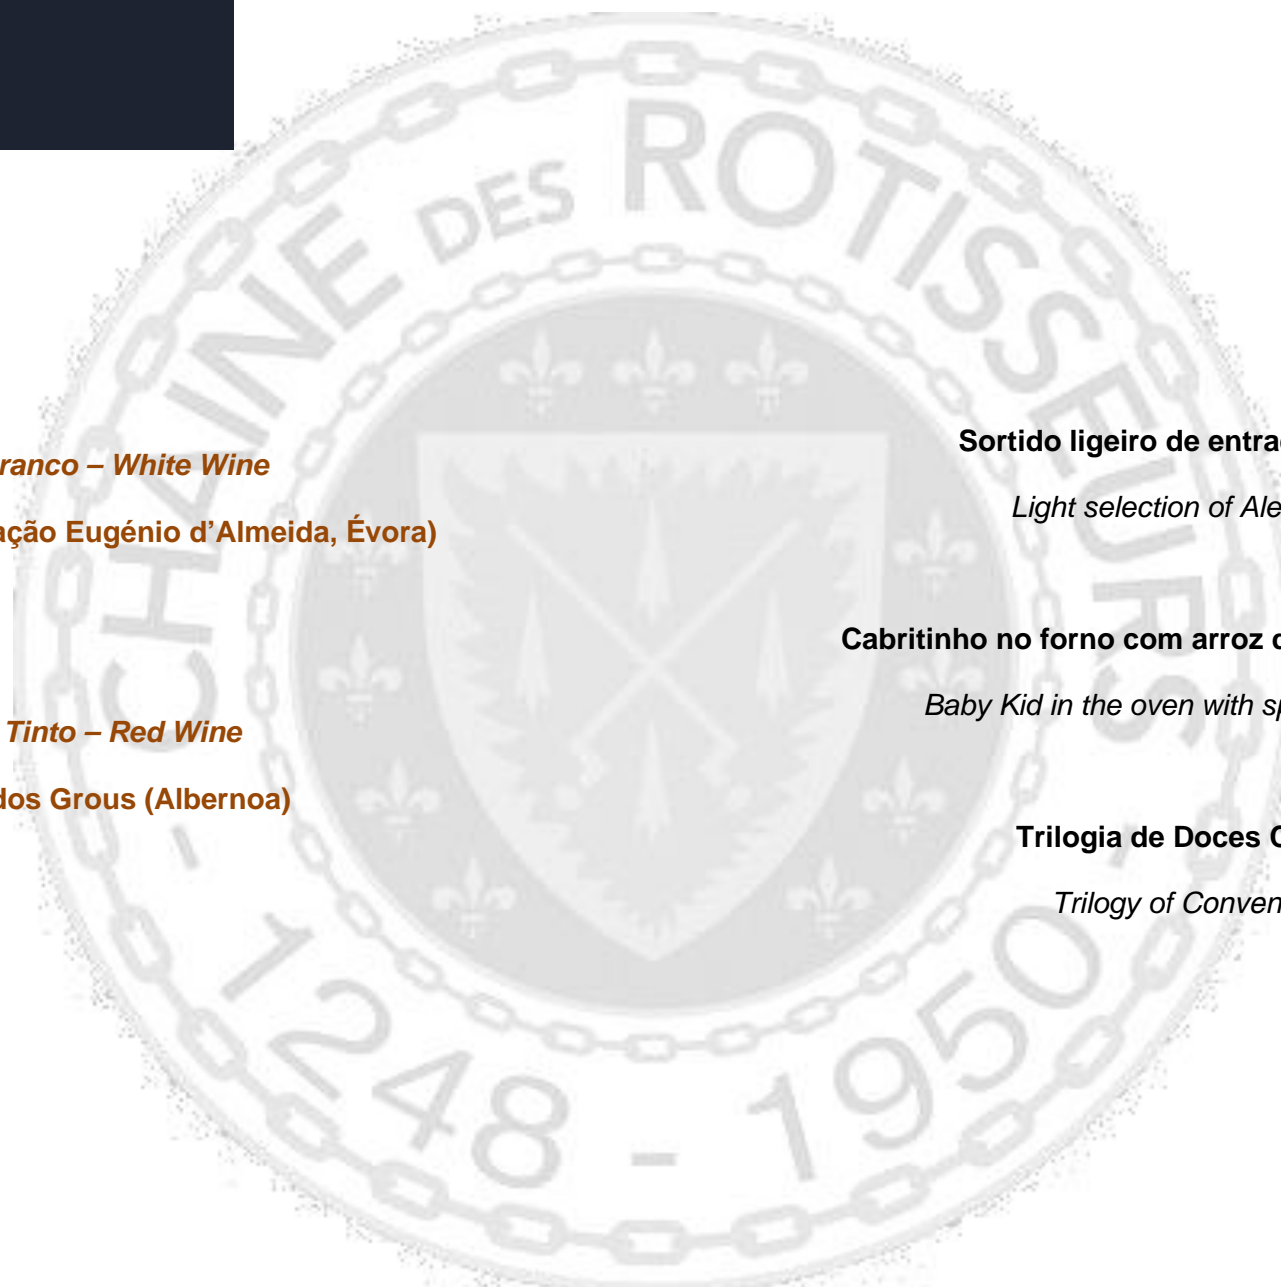 CHAINE DES ROTISSEURS
- 1248 - 1950 -
ranco – White Wine
ação Eugénio d’Almeida, Évora)
Tinto – Red Wine
dos Grous (Albernoa)
Sortido ligeiro de entra
Light selection of Ale
Cabritinho no forno com arroz
Baby Kid in the oven with sp
Trilogia de Doces C
Trilogy of Conven